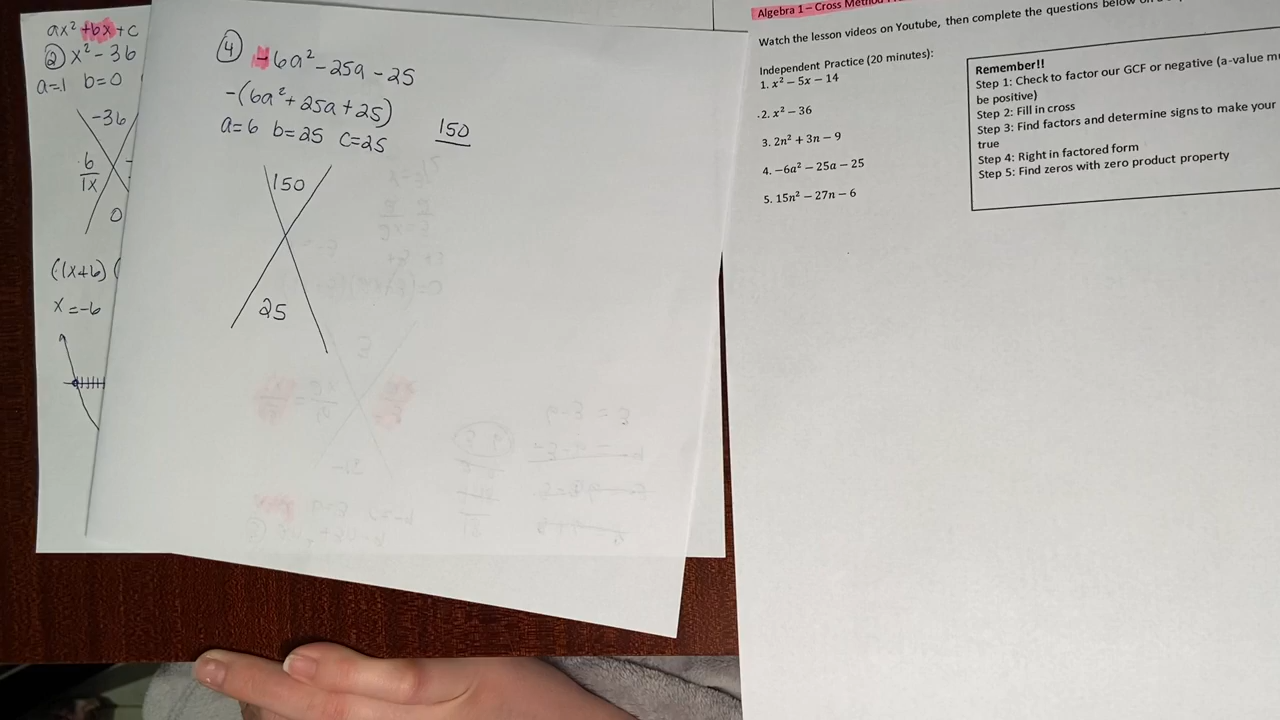 ax² +bx +c
② x² - 36
a=1 b=0
-36
6
1x
0
(1x+6) (
x = -6
④ -6a² - 25a - 25
-(6a² + 25a + 25)
a=6 b=25 c=25
150
150
25
Algebra 1 – Cross Method
Watch the lesson videos on Youtube, then complete the questions below on a
Independent Practice (20 minutes):
1. x² − 5x − 14
2. x² − 36
3. 2n² + 3n − 9
4. −6a² − 25a − 25
5. 15n² − 27n − 6
Remember!!
Step 1: Check to factor our GCF or negative (a-value
be positive)
Step 2: Fill in cross
Step 3: Find factors and determine signs to make your
true
Step 4: Right in factored form
Step 5: Find zeros with zero product property